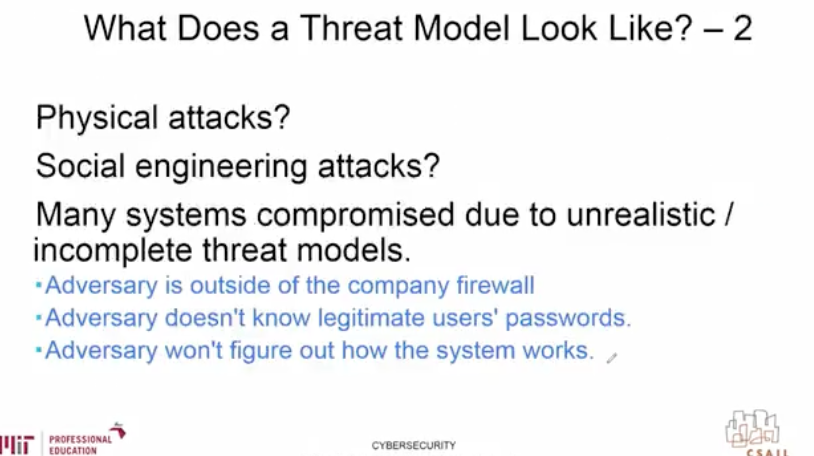 What Does a Threat Model Look Like? – 2
Physical attacks?
Social engineering attacks?
Many systems compromised due to unrealistic /
incomplete threat models.
▪Adversary is outside of the company firewall
▪Adversary doesn't know legitimate users' passwords.
▪Adversary won't figure out how the system works.
MIT PROFESSIONAL
EDUCATION
CYBERSECURITY
CSAIL